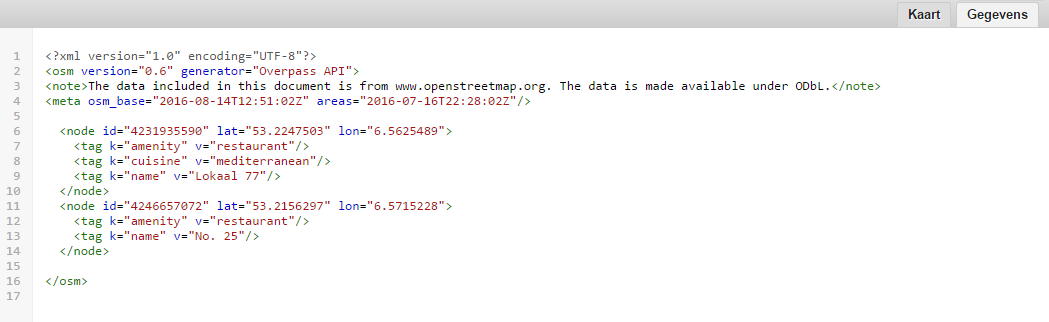 Kaart Gegevens
1 <?xml version="1.0" encoding="UTF-8"?>
2 <osm version="0.6" generator="Overpass API">
3 <note>The data included in this document is from www.openstreetmap.org. The data is made available under ODbL.</note>
4 <meta osm_base="2016-08-14T12:51:02Z" areas="2016-07-16T22:28:02Z"/>
5
6   <node id="4231935590" lat="53.2247503" lon="6.5625489">
7     <tag k="amenity" v="restaurant"/>
8     <tag k="cuisine" v="mediterranean"/>
9     <tag k="name" v="Lokaal 77"/>
10   </node>
11   <node id="4246657072" lat="53.2156297" lon="6.5715228">
12     <tag k="amenity" v="restaurant"/>
13     <tag k="name" v="No. 25"/>
14   </node>
15
16 </osm>
17